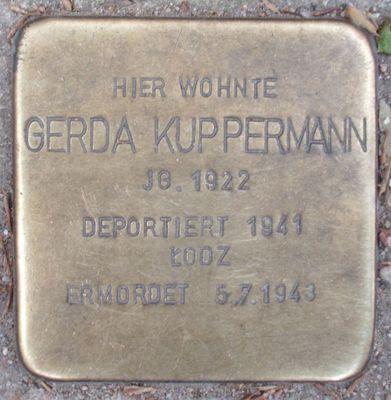 HIER WOHNTE
GERDA KUPPERMANN
JG. 1922
DEPORTIERT 1941
ŁODZ
ERMORDET 5.7.1943